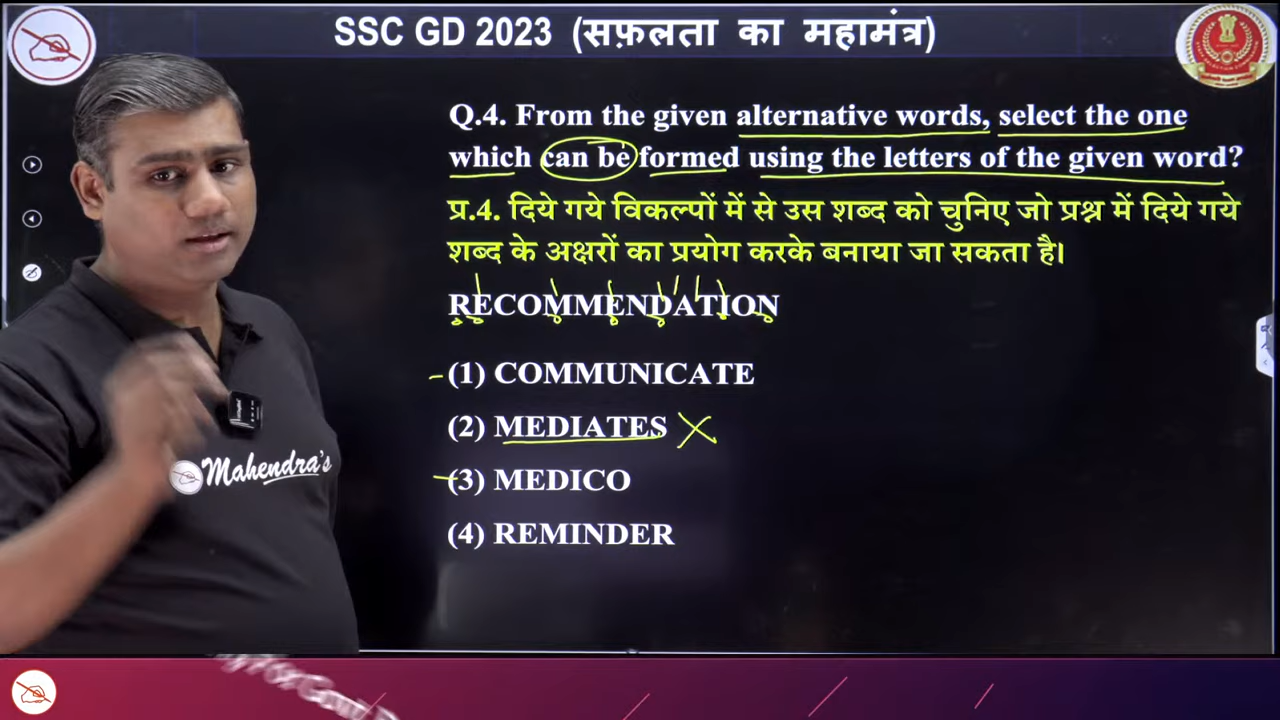 SSC GD 2023 (सफ़लता का महामंत्र)
Q.4. From the given alternative words, select the one
which can be formed using the letters of the given word?
प्र.4. दिये गये विकल्पों में से उस शब्द को चुनिए जो प्रश्न में दिये गये
शब्द के अक्षरों का प्रयोग करके बनाया जा सकता है।
RECOMMENDATION
(1) COMMUNICATE
(2) MEDIATES
(3) MEDICO
(4) REMINDER
Mahendra's